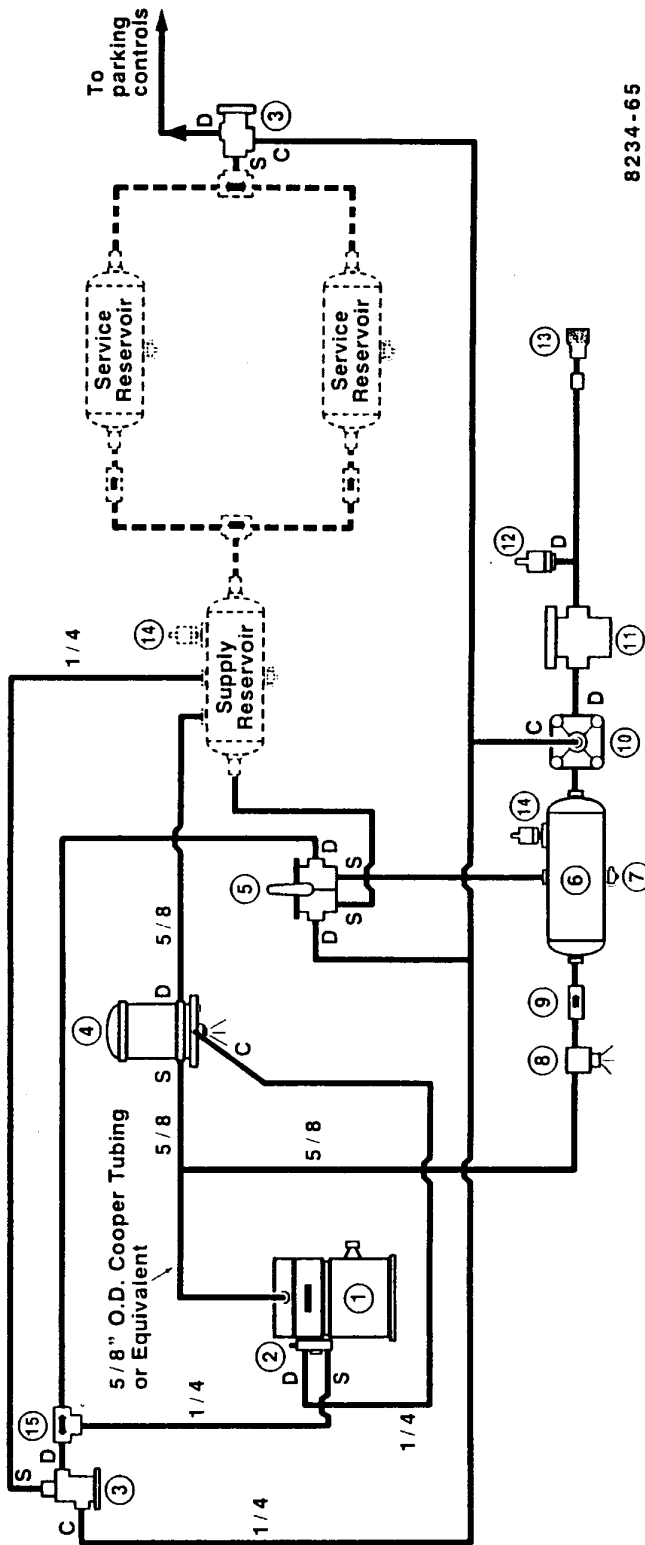 S
1/4
15
D
C
3
1/4
1/4
5/8" O.D. Cooper Tubing
or Equivalent
4
5/8
S
D
5/8
C
5/8
2
D
S
1
1/4
5
D
D
S
S
14
Supply
Reservoir
Service
Reservoir
Service
Reservoir
To
parking
controls
D
S
C
3
8
9
14
6
7
C
10
D
11
12
D
13
8234-65